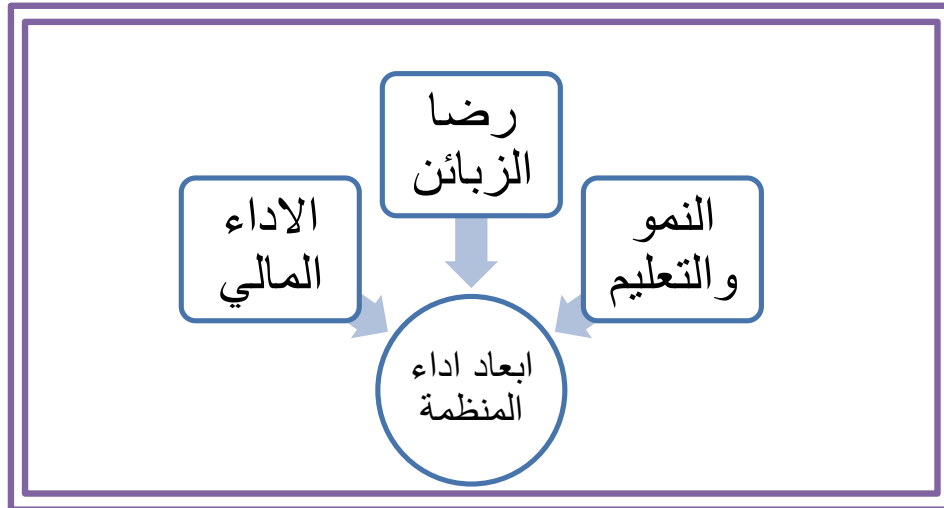 رضا
الزبائن
النمو
والتعليم
الاداء
المالي
ابعاد اداء
المنظمة